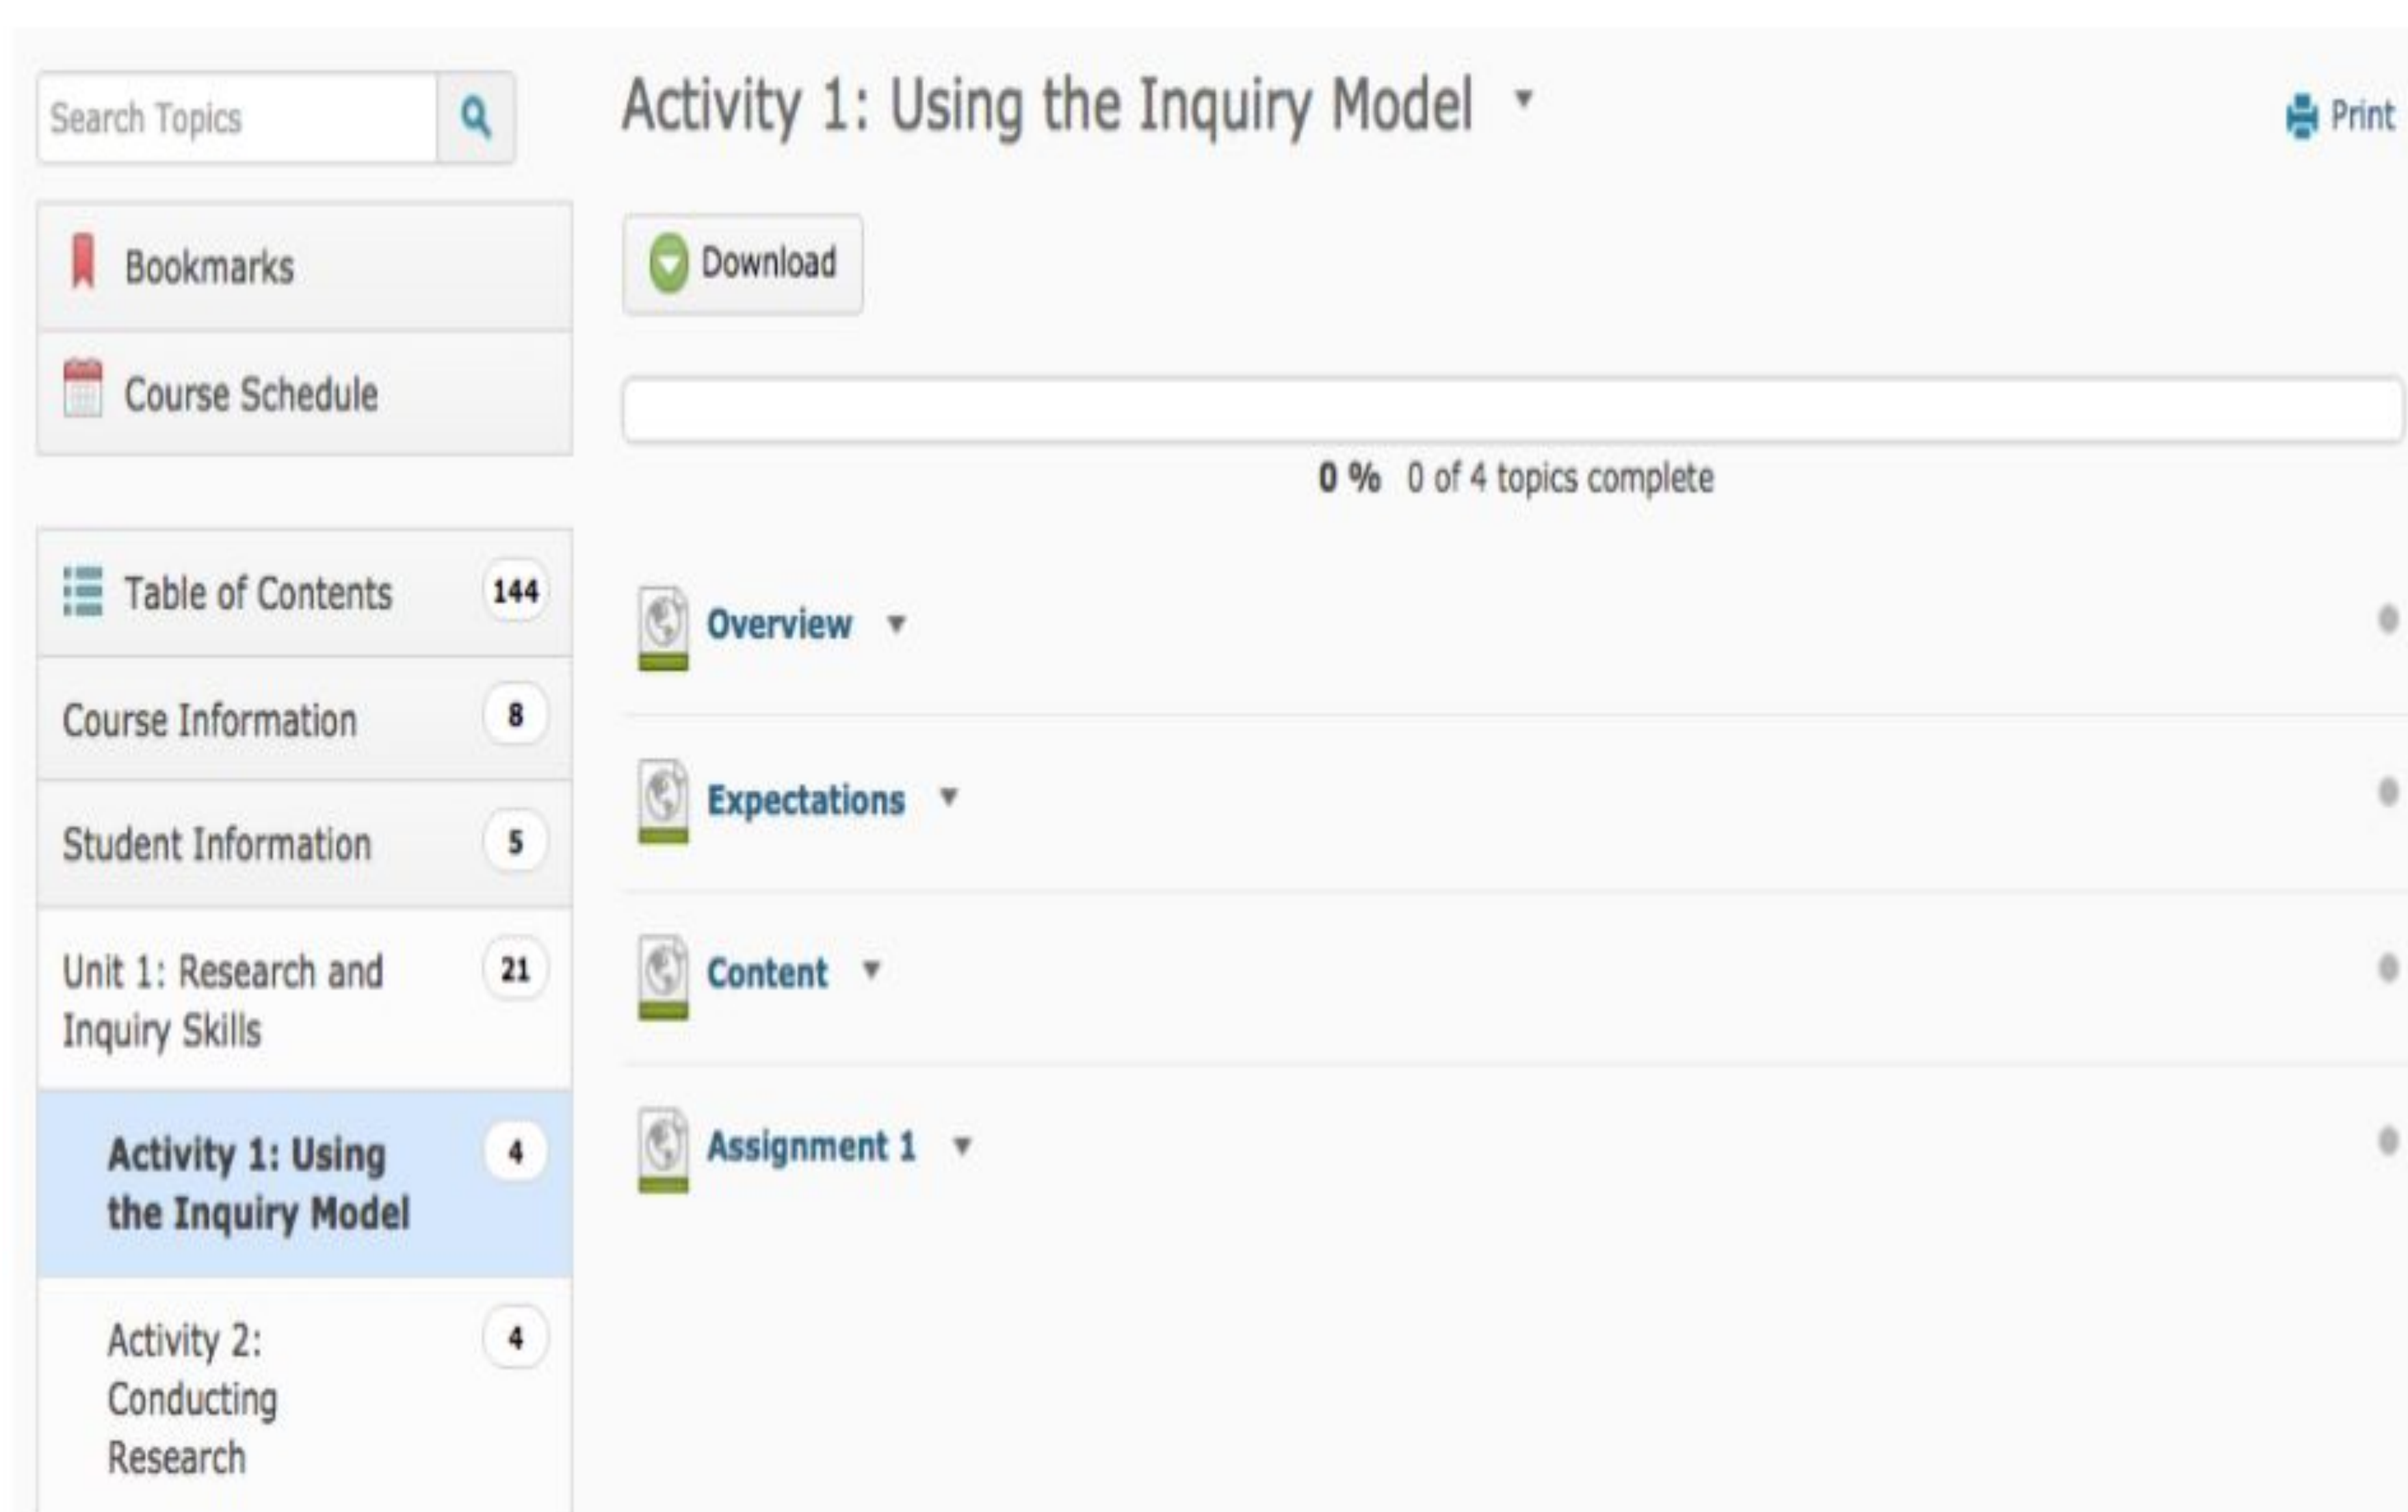 Search Topics
Bookmarks
Course Schedule
Table of Contents 144
Course Information 8
Student Information 5
Unit 1: Research and 21
Inquiry Skills
Activity 1: Using 4
the Inquiry Model
Activity 2: 4
Conducting
Research
Activity 1: Using the Inquiry Model
Print
Download
0 % 0 of 4 topics complete
Overview
Expectations
Content
Assignment 1